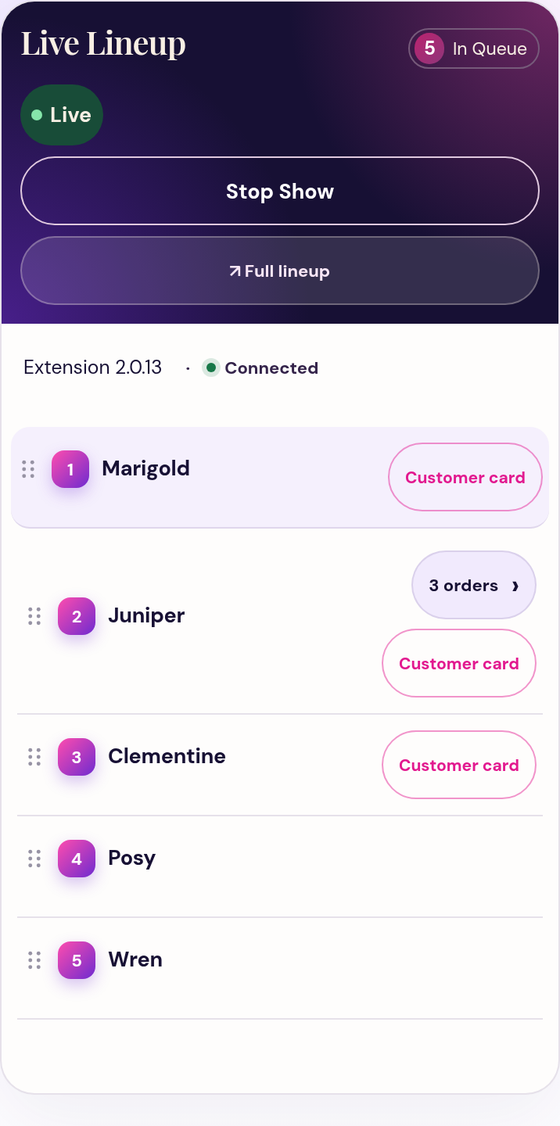 Live Lineup
5 In Queue
Live
Stop Show
Full lineup
Extension 2.0.13 · Connected
1 Marigold Customer card
3 orders ›
2 Juniper
Customer card
3 Clementine Customer card
4 Posy
5 Wren